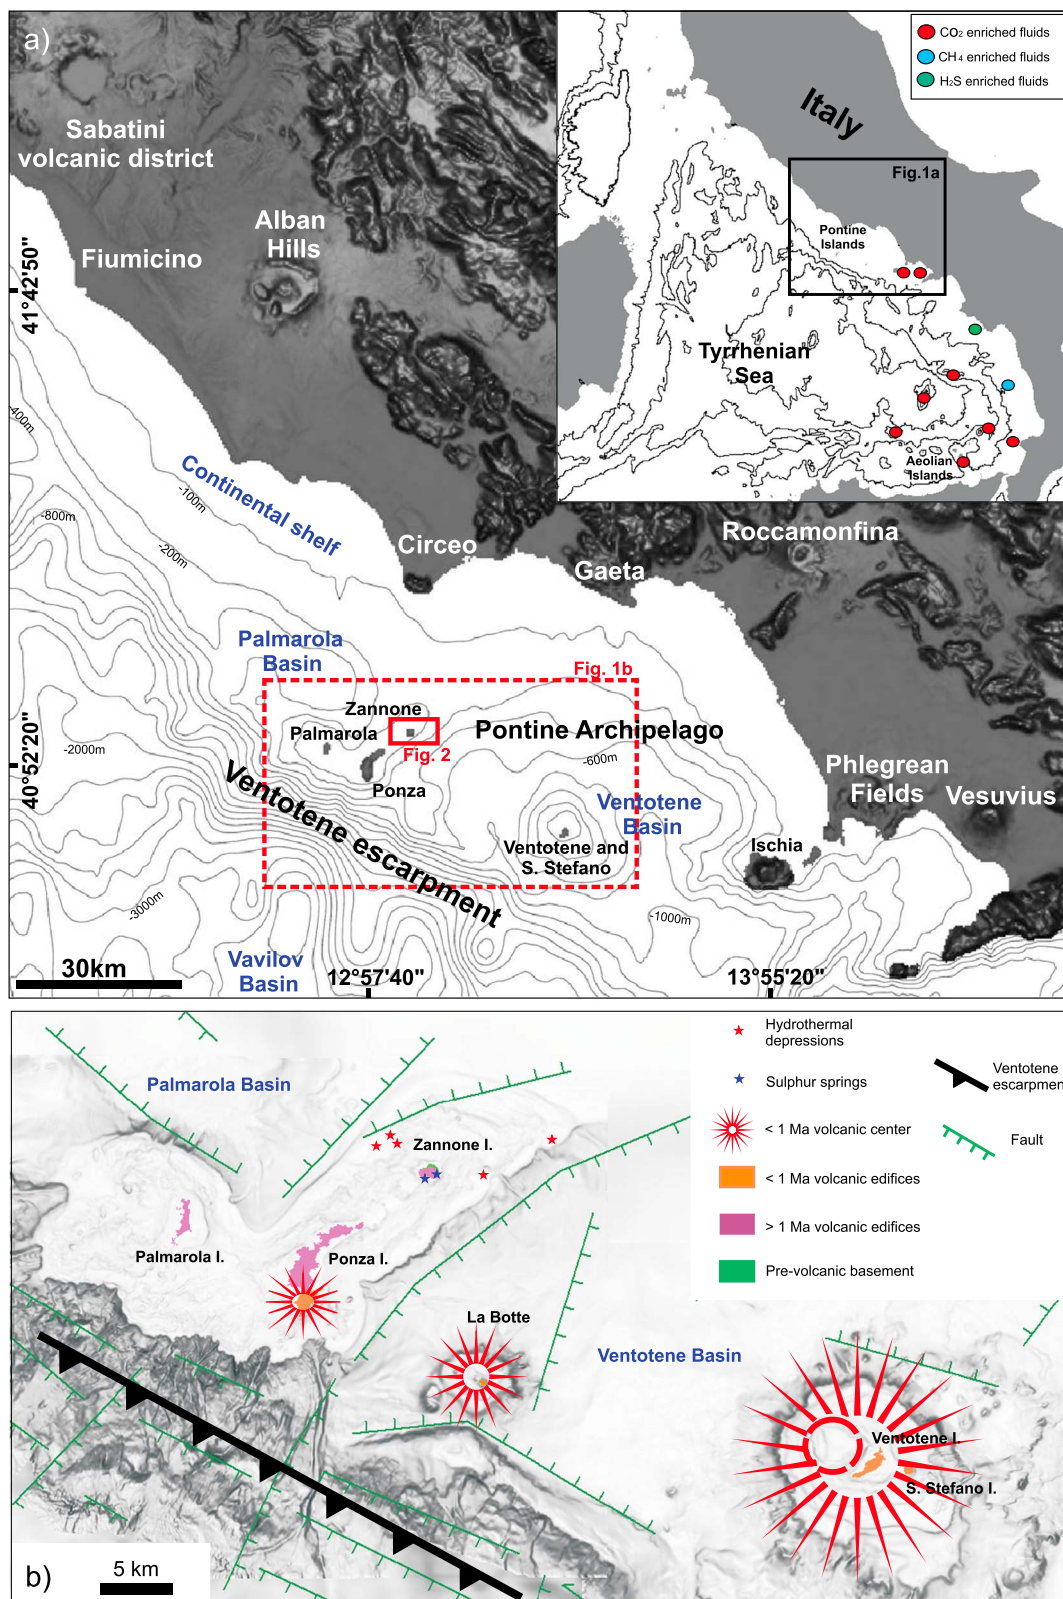 a)
Sabatini
volcanic district
Alban
Hills
Fiumicino
41°42'50"
CO2 enriched fluids
CH4 enriched fluids
H2S enriched fluids
Italy
Fig.1a
Pontine
Islands
Tyrrhenian
Sea
Aeolian
Islands
-400m
-800m
-100m
-200m
Continental shelf
Circeo
Gaeta
Roccamonfina
Palmarola
Basin
Fig. 1b
Zannone
Palmarola
Fig. 2
Pontine Archipelago
-600m
-2000m
40°52'20"
Ponza
Ventotene escarpment
Ventotene
Basin
Phlegrean
Fields
Vesuvius
Ventotene and
S. Stefano
Ischia
-3000m
-1000m
Vavilov
Basin
30km
12°57'40"
13°55'20"
Palmarola Basin
Hydrothermal
depressions
Sulphur springs
< 1 Ma volcanic center
< 1 Ma volcanic edifices
> 1 Ma volcanic edifices
Pre-volcanic basement
Ventotene
escarpment
Fault
Zannone I.
Palmarola I.
Ponza I.
La Botte
Ventotene Basin
Ventotene I.
S. Stefano I.
b)
5 km